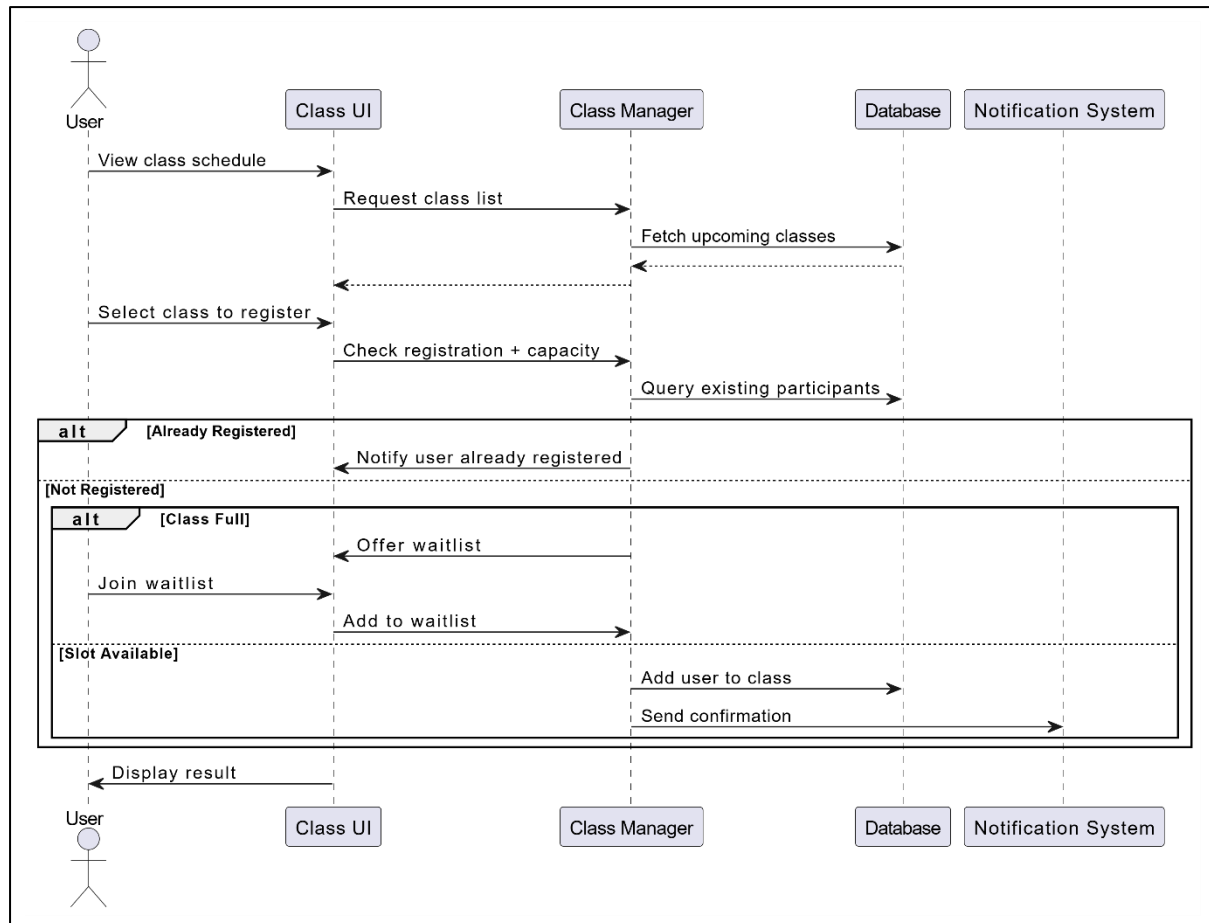 User
Class UI
Class Manager
Database
Notification System
View class schedule
Request class list
Fetch upcoming classes
Select class to register
Check registration + capacity
Query existing participants
alt
[Already Registered]
Notify user already registered
[Not Registered]
alt
[Class Full]
Offer waitlist
Join waitlist
Add to waitlist
[Slot Available]
Add user to class
Send confirmation
Display result
User
Class UI
Class Manager
Database
Notification System